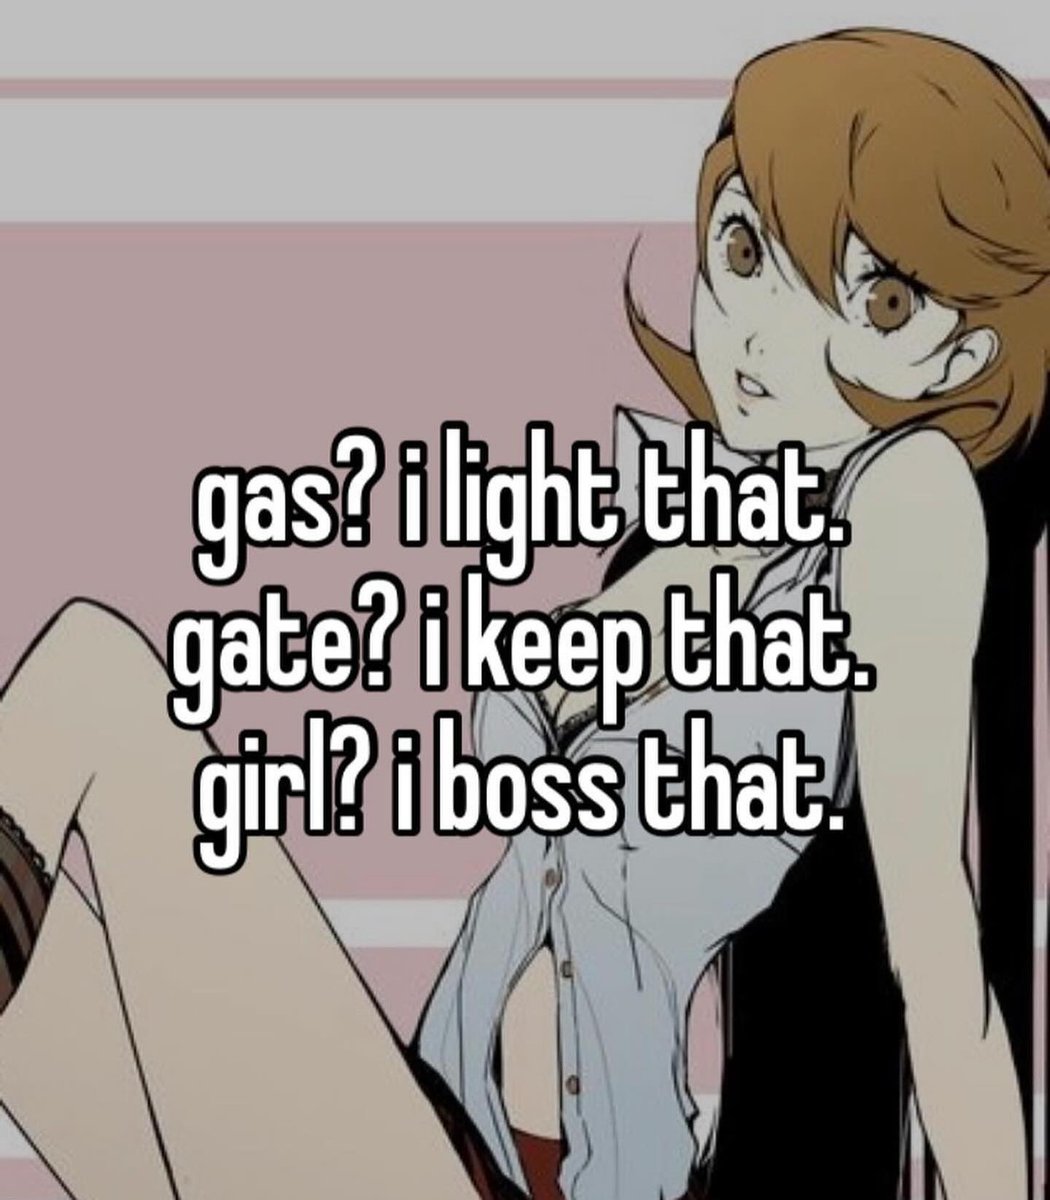 gas? i light that.
gate? i keep that.
girl? i boss that.